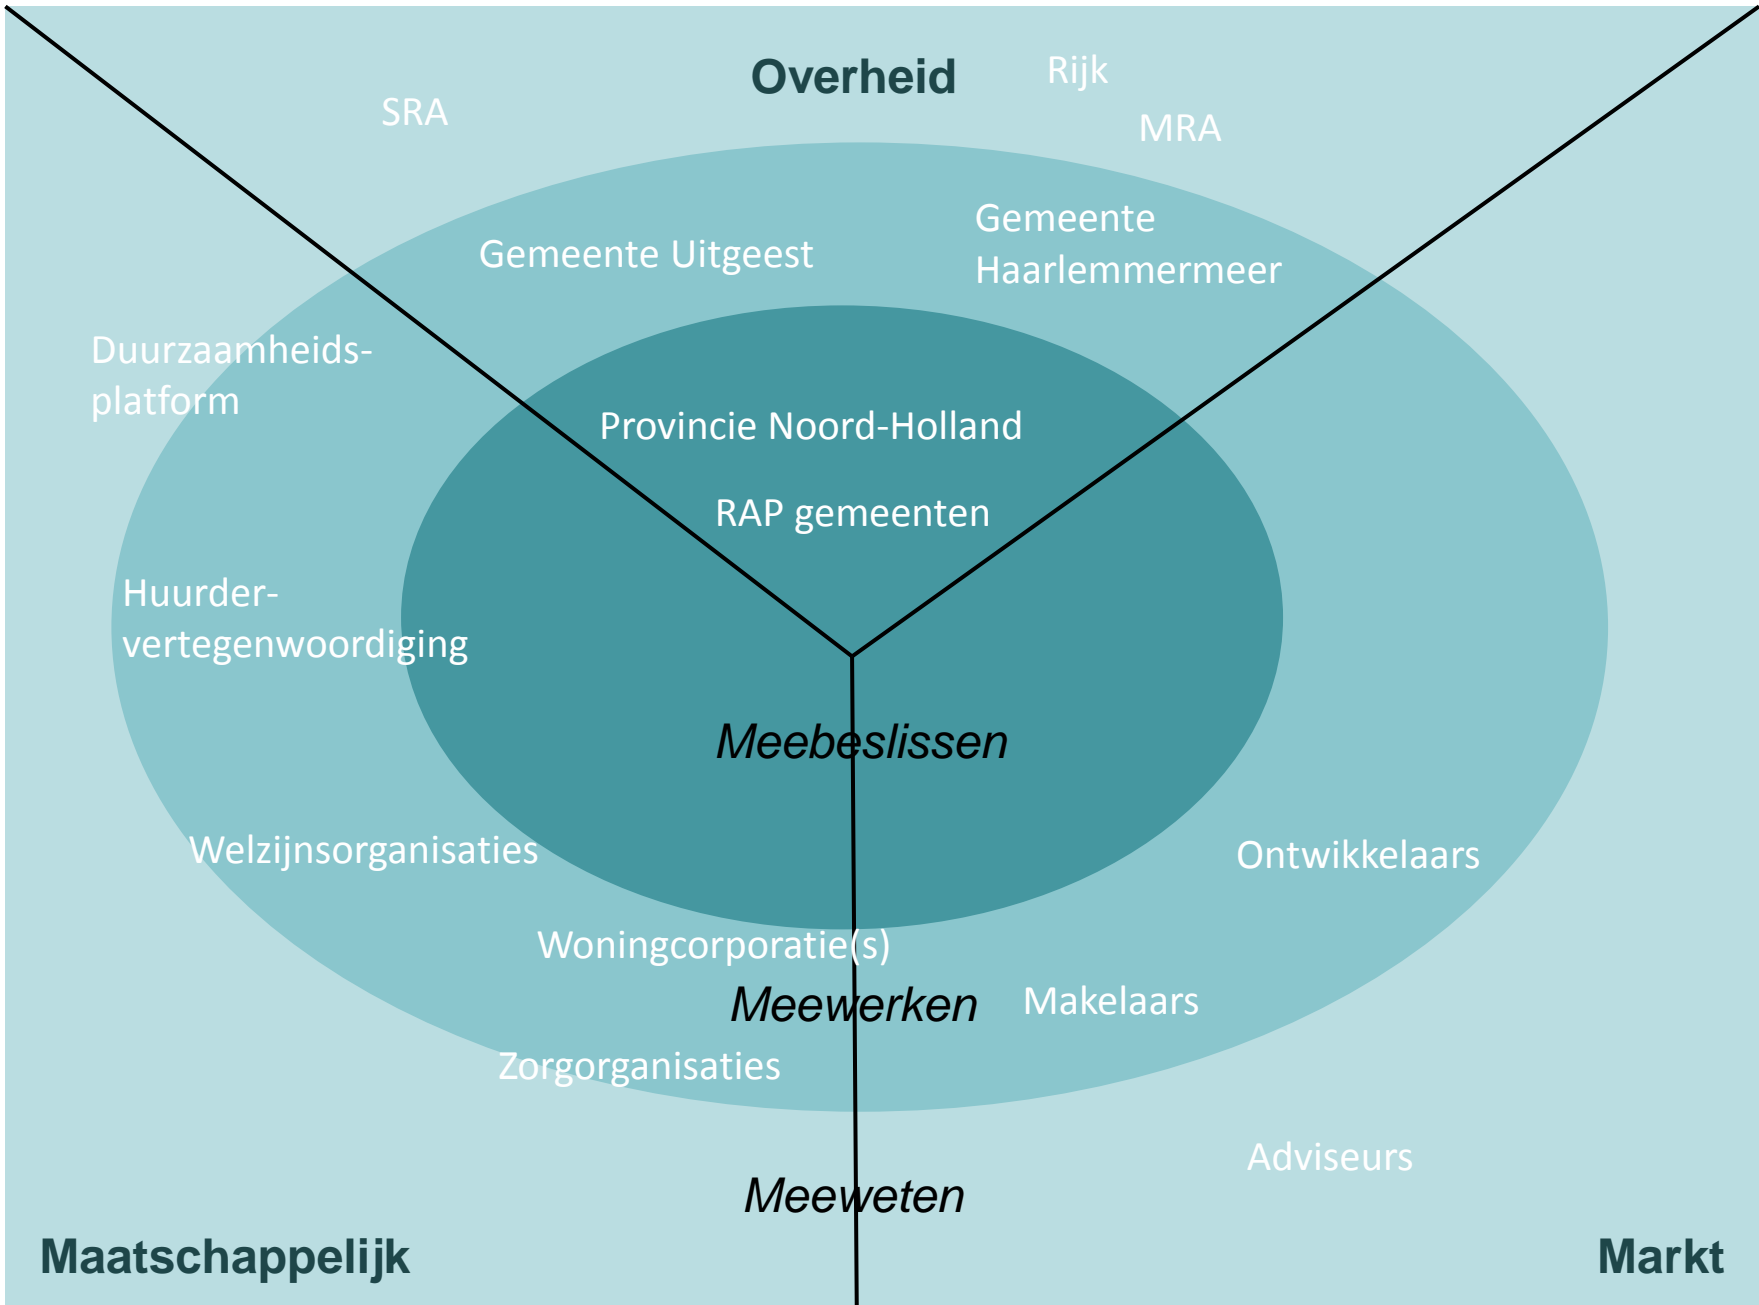 Overheid
Rijk
SRA
MRA
Gemeente
Haarlemmermeer
Gemeente Uitgeest
Duurzaamheids-
platform
Provincie Noord-Holland
RAP gemeenten
Huurder-
vertegenwoordiging
Meebeslissen
Welzijnsorganisaties
Ontwikkelaars
Woningcorporatie(s)
Meewerken
Makelaars
Zorgorganisaties
Adviseurs
Meeweten
Maatschappelijk
Markt